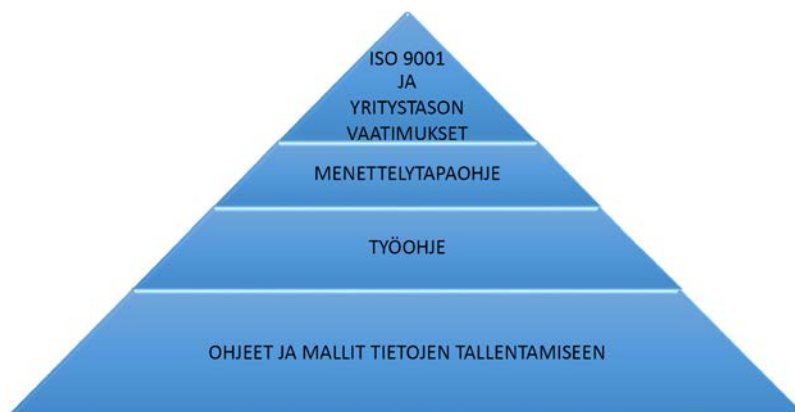 ISO 9001
JA
YRITYSTASON
VAATIMUKSET
MENETTELYTAPAOHJE
TYÖOHJE
OHJEET JA MALLIT TIETOJEN TALLENTAMISEEN